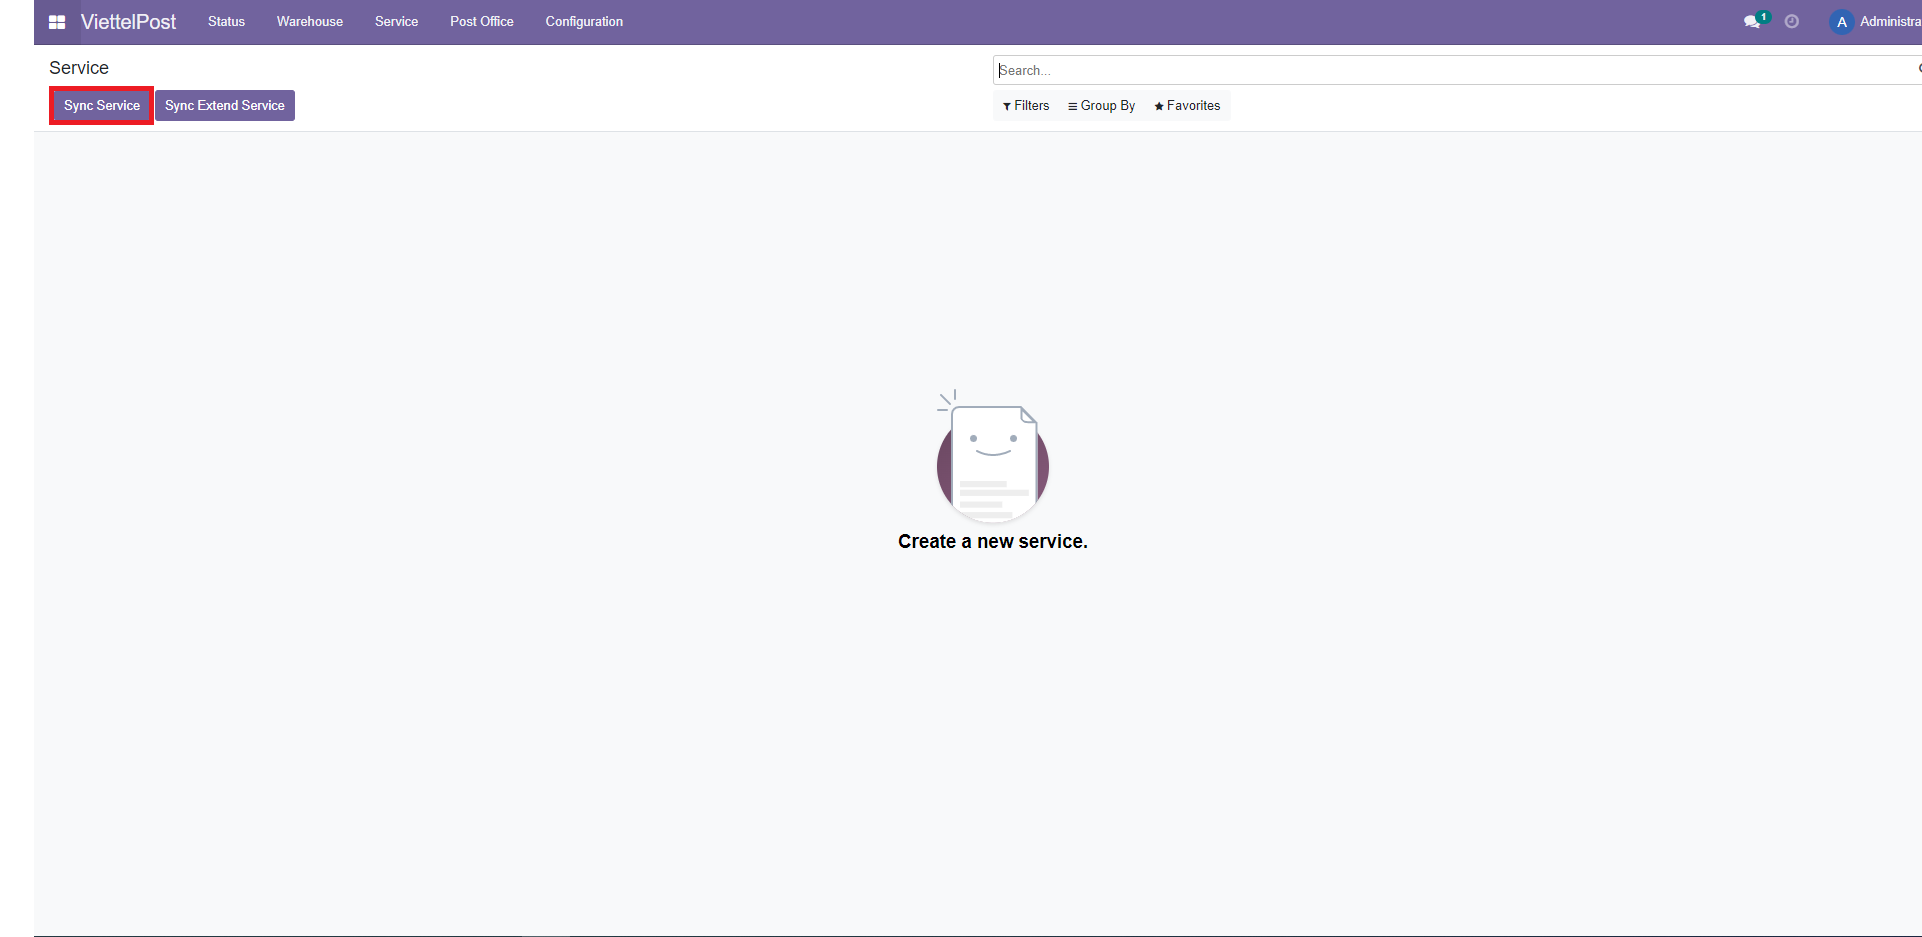 ViettelPost Status Warehouse Service Post Office Configuration 1 A Administra
Service
Search...
Sync Service Sync Extend Service Filters Group By Favorites
Create a new service.